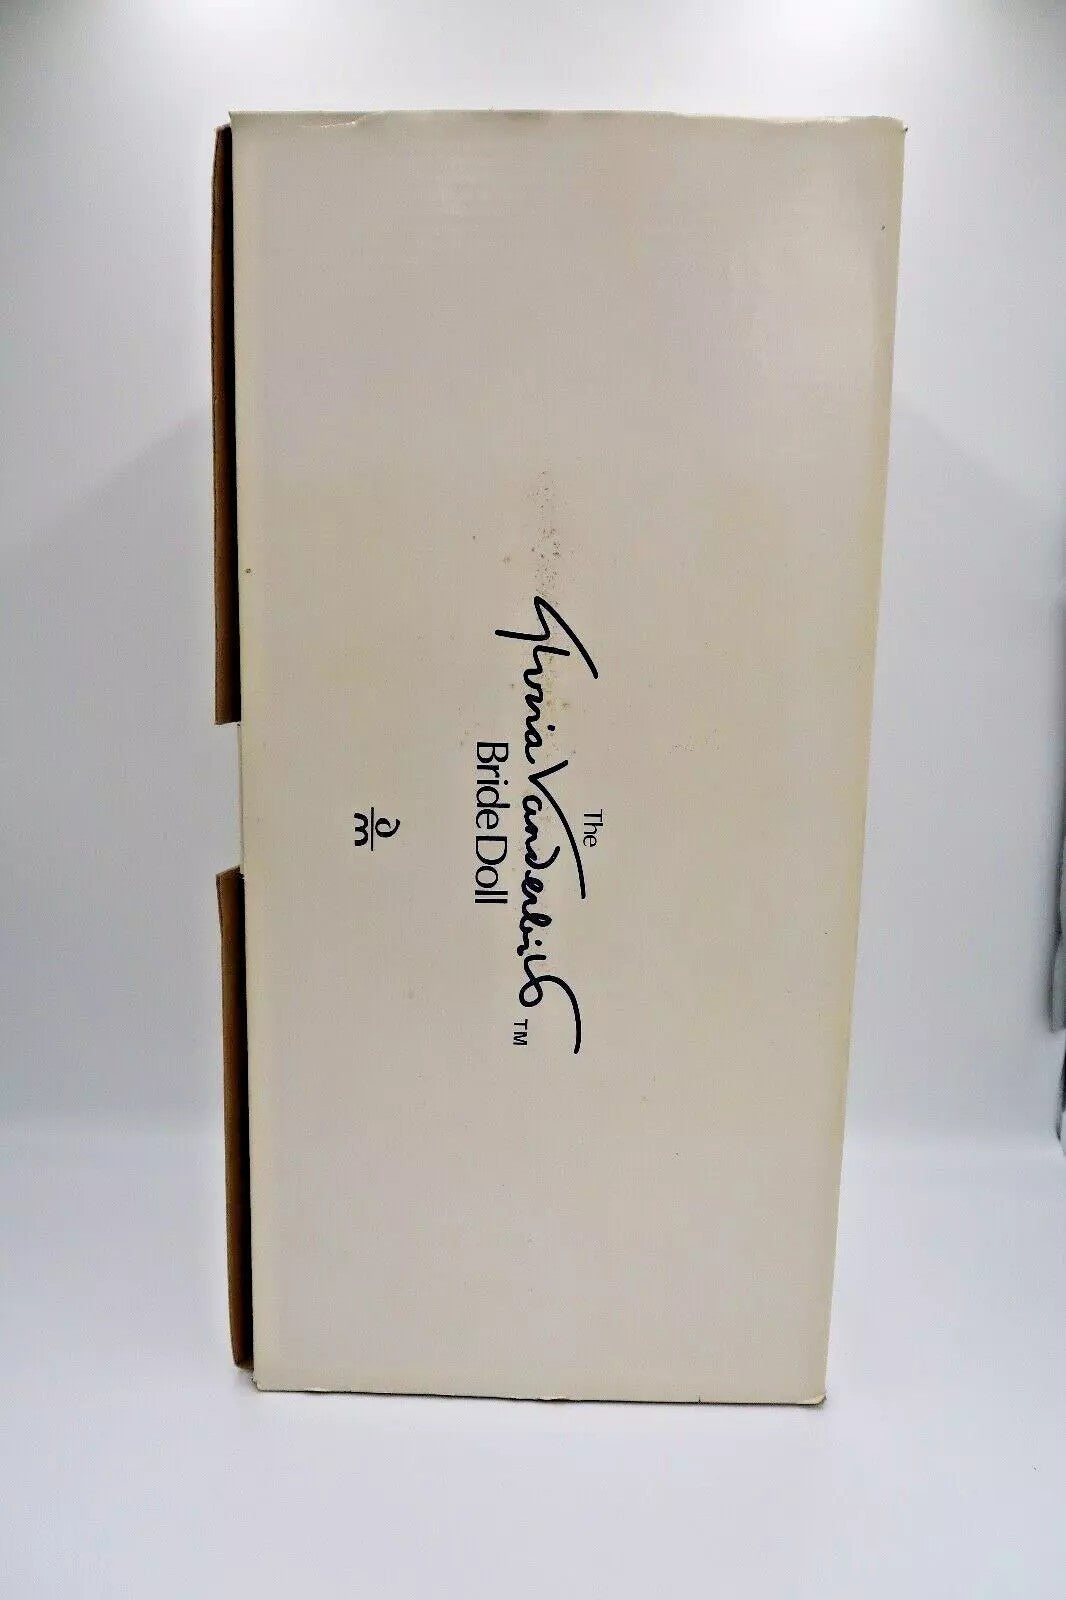 The
Gloria Vanderbilt TM
Bride Doll
a
m